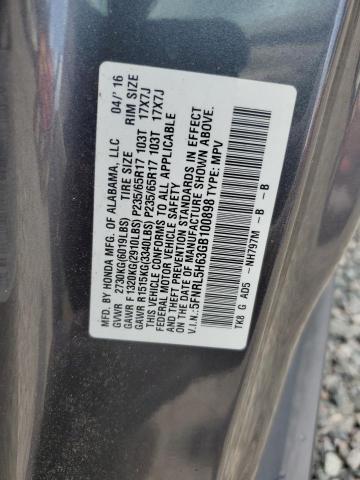 MFD. BY HONDA MFG. OF ALABAMA, LLC 04/'16
TIRE SIZE RIM SIZE
GVWR 2730KG(6019LBS)
GAWR F1320KG(2910LBS) P235/65R17 103T 17X7J
GAWR R1515KG(3340LBS) P235/65R17 103T 17X7J
THIS VEHICLE CONFORMS TO ALL APPLICABLE
FEDERAL MOTOR VEHICLE SAFETY
AND THEFT PREVENTION STANDARDS IN EFFECT
ON THE DATE OF MANUFACTURE SHOWN ABOVE.
V.I.N.: 5FNRL5H63GB100898 TYPE: MPV
TK8 G AD5 - NH797M - B - B